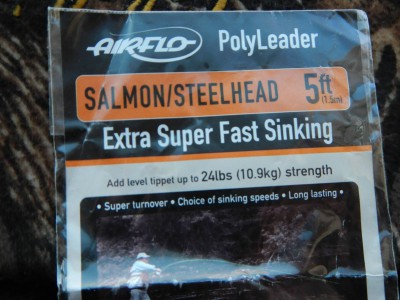 AIRFLO PolyLeader
SALMON/STEELHEAD 5ft
(1.5m)
Extra Super Fast Sinking
Add level tippet up to 24lbs (10.9kg) strength
• Super turnover • Choice of sinking speeds • Long lasting •